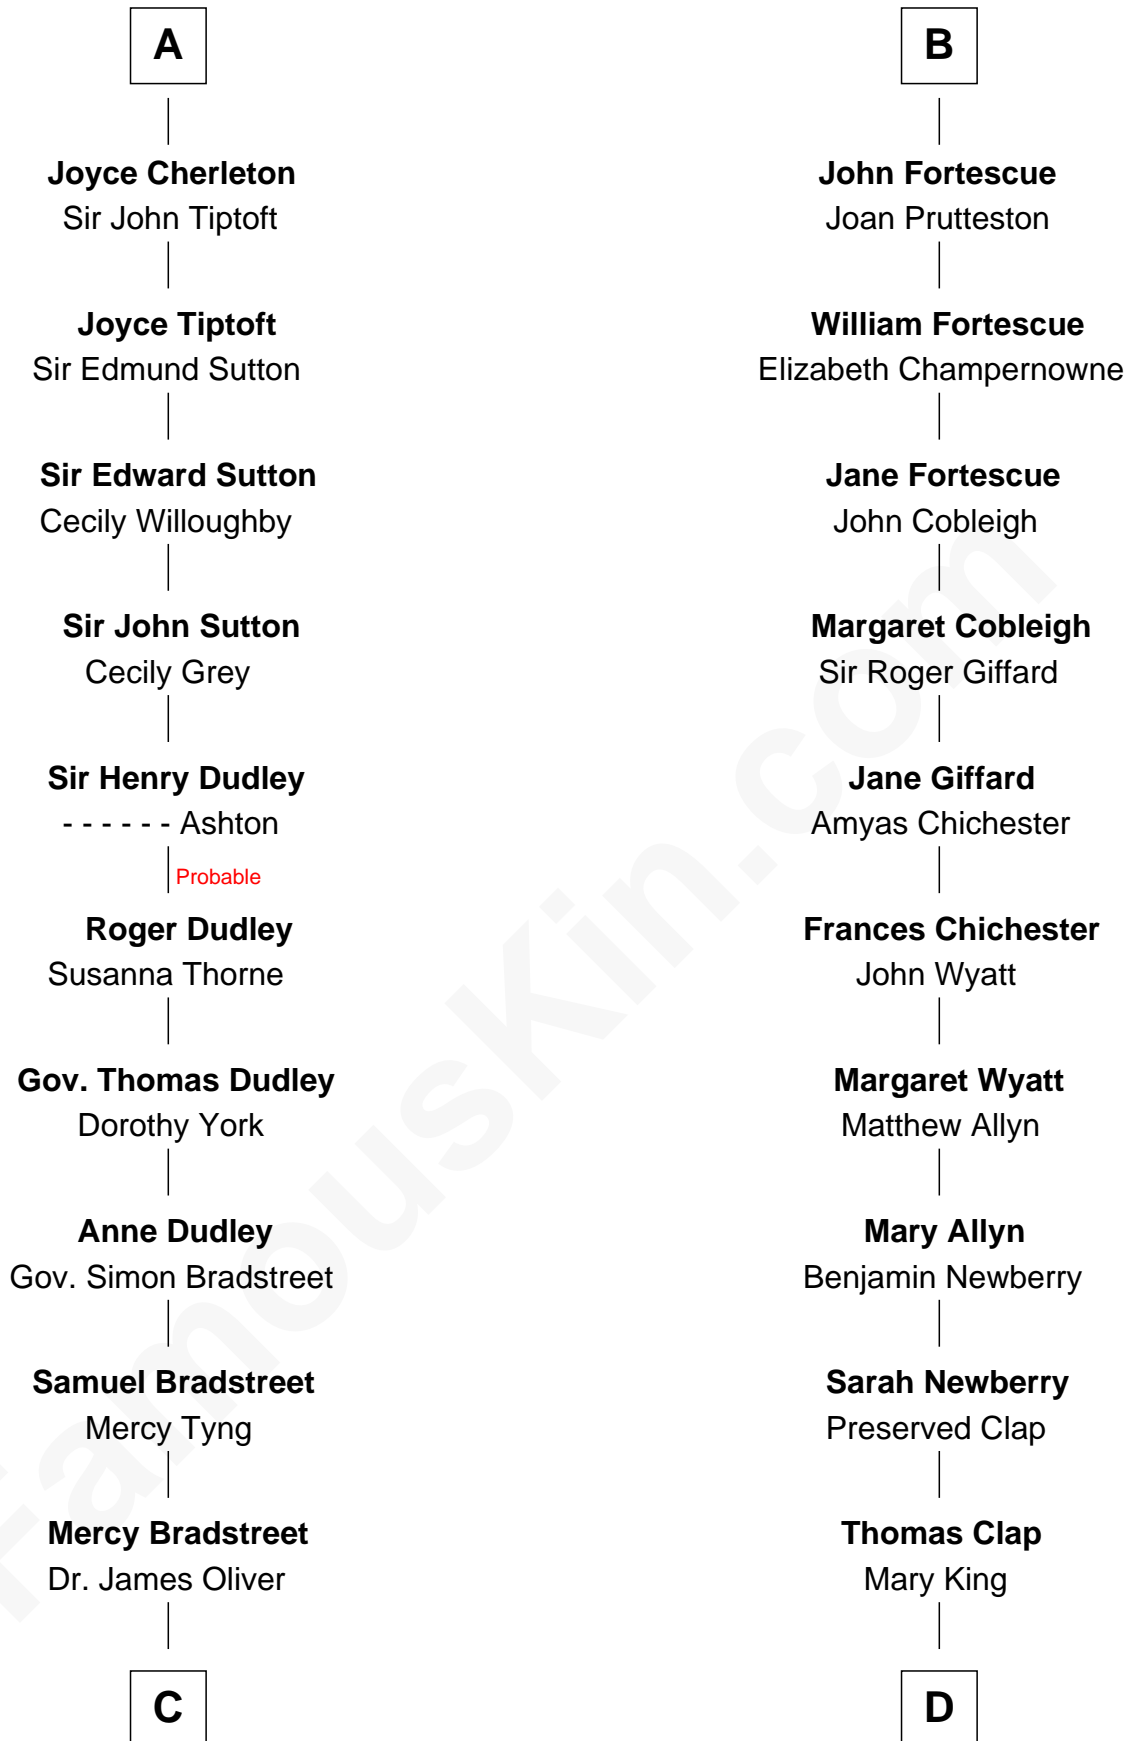 A
Joyce Cherleton
Sir John Tiptoft
Joyce Tiptoft
Sir Edmund Sutton
Sir Edward Sutton
Cecily Willoughby
Sir John Sutton
Cecily Grey
Sir Henry Dudley
- - - - - - Ashton
Probable
Roger Dudley
Susanna Thorne
Gov. Thomas Dudley
Dorothy York
Anne Dudley
Gov. Simon Bradstreet
Samuel Bradstreet
Mercy Tyng
Mercy Bradstreet
Dr. James Oliver
C
B
John Fortescue
Joan Prutteston
William Fortescue
Elizabeth Champernowne
Jane Fortescue
John Cobleigh
Margaret Cobleigh
Sir Roger Giffard
Jane Giffard
Amyas Chichester
Frances Chichester
John Wyatt
Margaret Wyatt
Matthew Allyn
Mary Allyn
Benjamin Newberry
Sarah Newberry
Preserved Clap
Thomas Clap
Mary King
D
FamousKin.com